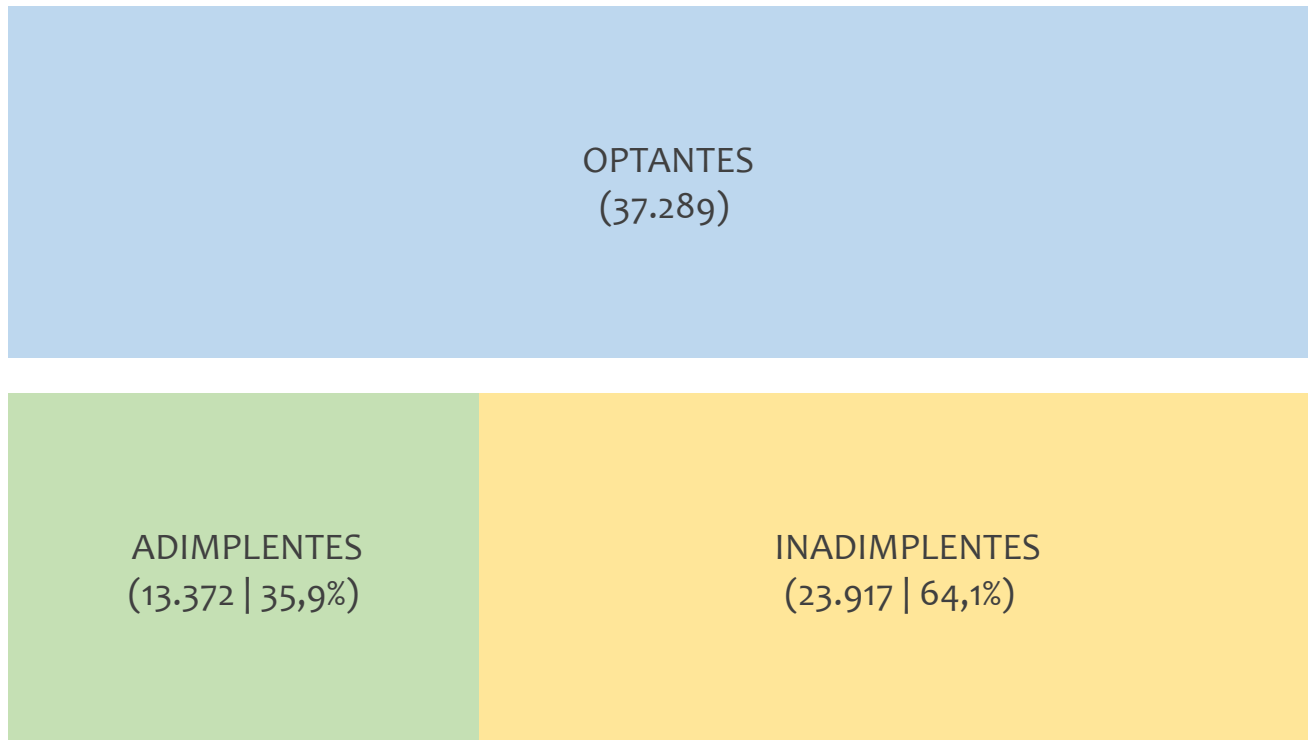 OPTANTES
(37.289)
ADIMPLENTES
(13.372 | 35,9%)
INADIMPLENTES
(23.917 | 64,1%)